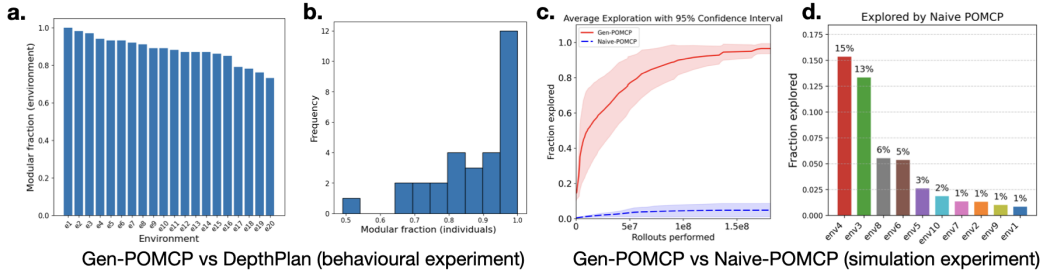 a.
Modular fraction (environment)
1.0
0.8
0.6
0.4
0.2
0.0
e1 e2 e3 e4 e5 e6 e7 e8 e9 e10 e11 e12 e13 e14 e15 e16 e17 e18 e19 e20
Environment
b.
Frequency
12
10
8
6
4
2
0
0.5 0.6 0.7 0.8 0.9 1.0
Modular fraction (individuals)
Gen-POMCP vs DepthPlan (behavioural experiment)
c.
Average Exploration with 95% Confidence Interval
Gen-POMCP
Naive-POMCP
Fraction explored
1.0
0.8
0.6
0.4
0.2
0.0
0 5e7 1e8 1.5e8
Rollouts performed
d.
Explored by Naive POMCP
Fraction explored
0.175
0.150
0.125
0.100
0.075
0.050
0.025
0.000
15% 13% 6% 5% 3% 2% 1% 1% 1% 1%
env4 env3 env8 env6 env5 env10 env7 env2 env9 env1
Gen-POMCP vs Naive-POMCP (simulation experiment)